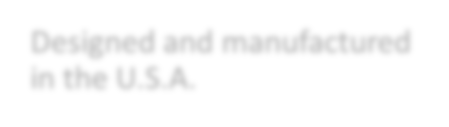 Designed and manufactured
in the U.S.A.